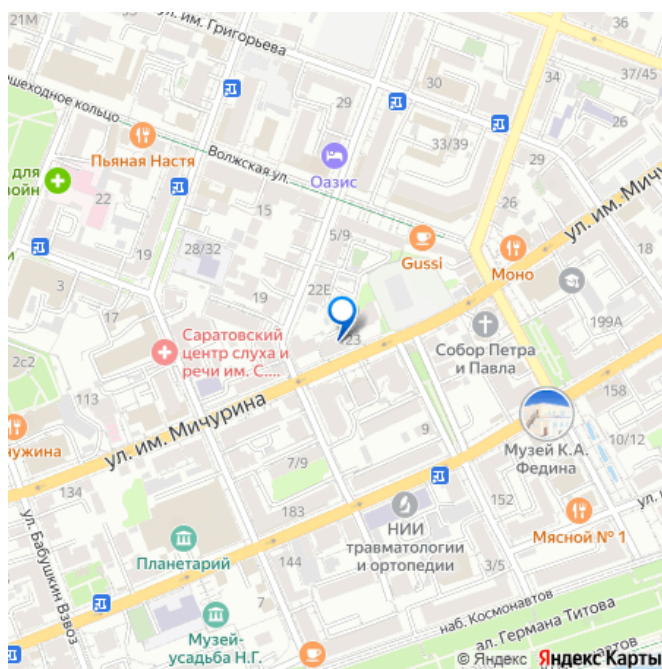 21М
ул. им. Григорьева
36
37/45
34
30
29
26
33/39
шеходное кольцо
Пьяная Настя
Волжская ул.
Оазис
29
26
для
войн
22
15
19
28/32
5/9
Gussi
Моно
ул. им. Мичури
18
3
19
22Е
23
199А
Саратовский
центр слуха и
речи им. С....
Собор Петра
и Павла
2с2
113
158
ул. им. Мичурина
9
Музей К.А.
Федина
10/12
жина
134
7/9
183
152
ул. Бабушкин Взвоз
НИИ
травматологии
и ортопедии
Мясной № 1
ул.
Планетарий
144
3/5
7
Музей-
усадьба Н.Г.
наб. Космонавтов
ал. Германа Титова
© Яндекс Яндекс Карты